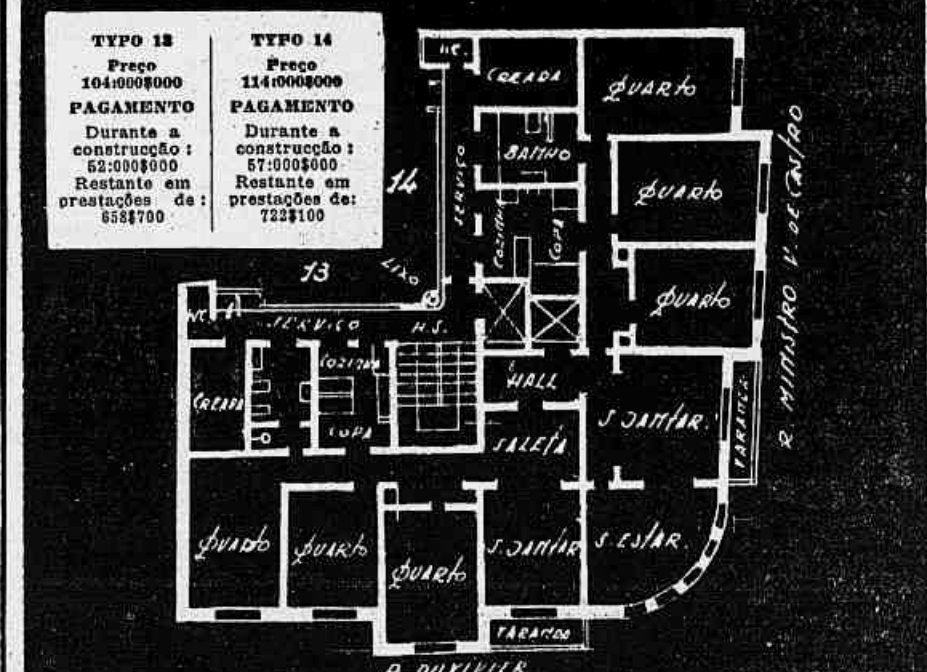 TYPO 13
Preço
104:000$000
PAGAMENTO
Durante a
construcção :
52:000$000
Restante em
prestações de :
658$700
TYPO 14
Preço
114:000$000
PAGAMENTO
Durante a
construcção :
57:000$000
Restante em
prestações de:
722$100
WC.
CREADA
QUARTO
BANHO
QUARTO
14
SERVIÇO
COZINHA
COPA
QUARTO
R. MINISTRO V. DE CASTRO
13
LIXO
WC
SERVIÇO
H.S.
HALL
CREADA
COZINHA
COPA
SALETA
S. JANTAR.
VARANDA
QUARTO
QUARTO
QUARTO
S. JANTAR
S. ESTAR.
VARANDA
R. DUVIVIER